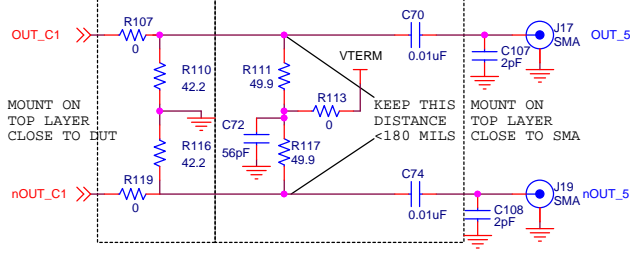 OUT_C1
R107
0
C70
0.01uF
J17
SMA
OUT_5
C107
2pF
VTERM
R110
42.2
R111
49.9
R113
0
MOUNT ON
TOP LAYER
CLOSE TO DUT
C72
56pF
KEEP THIS
DISTANCE
<180 MILS
MOUNT ON
TOP LAYER
CLOSE TO SMA
R116
42.2
R117
49.9
nOUT_C1
R119
0
C74
0.01uF
J19
SMA
nOUT_5
C108
2pF